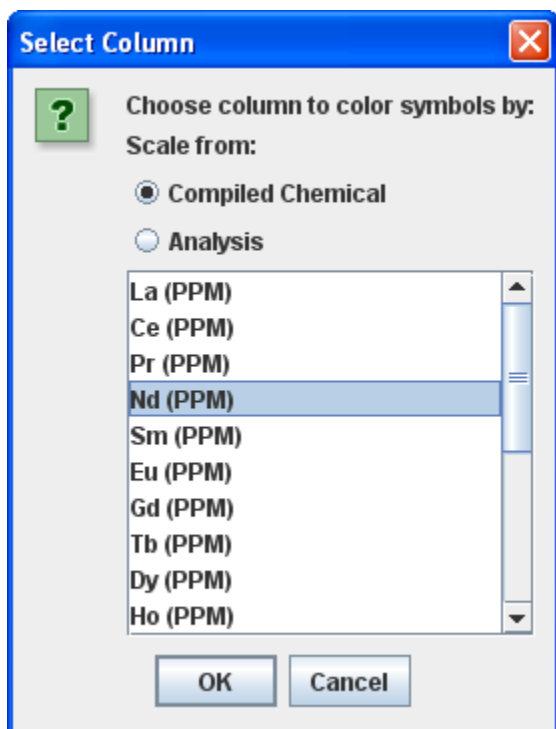 Select Column
?
Choose column to color symbols by:
Scale from:
Compiled Chemical
Analysis
La (PPM)
Ce (PPM)
Pr (PPM)
Nd (PPM)
Sm (PPM)
Eu (PPM)
Gd (PPM)
Tb (PPM)
Dy (PPM)
Ho (PPM)
OK Cancel